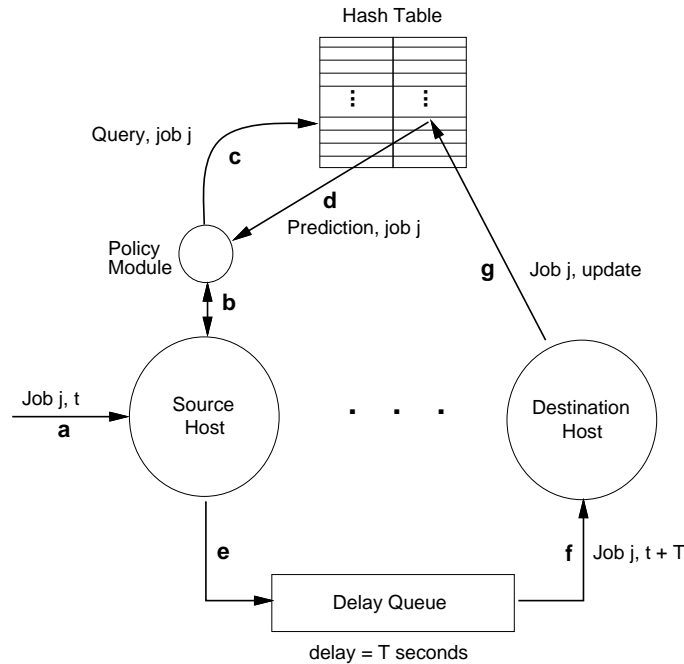 Hash Table
Query, job j
c
d
Prediction, job j
Policy
Module
g
Job j, update
b
Job j, t
a
Source
Host
. . .
Destination
Host
e
f
Job j, t + T
Delay Queue
delay = T seconds